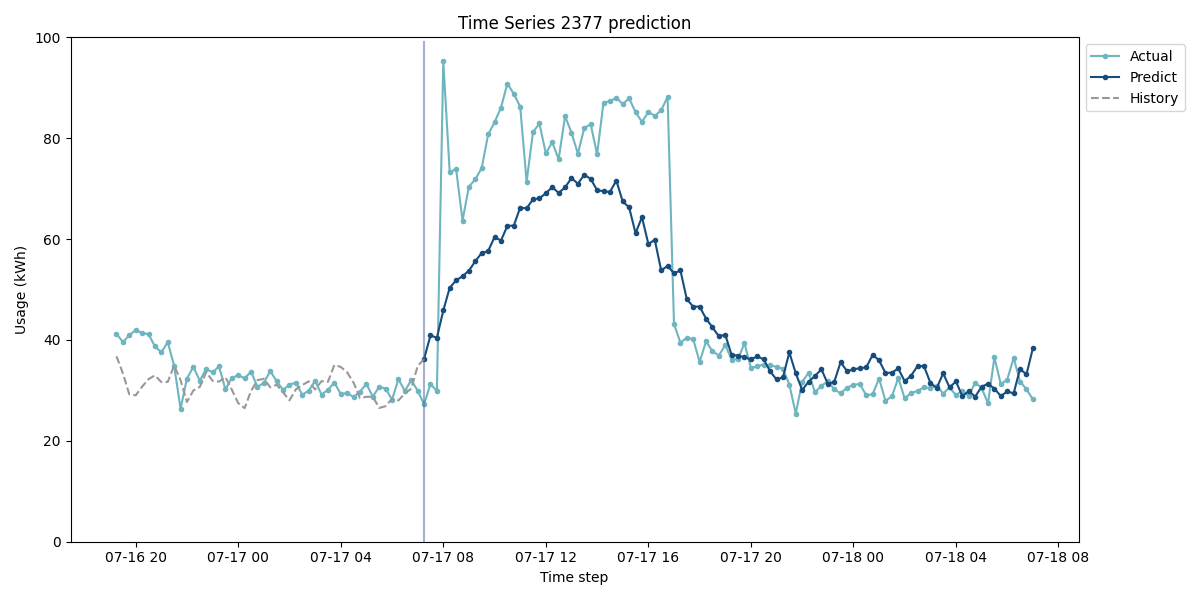 Time Series 2377 prediction
Usage (kWh)
100
80
60
40
20
0
07-16 20
07-17 00
07-17 04
07-17 08
07-17 12
07-17 16
07-17 20
07-18 00
07-18 04
07-18 08
Time step
Actual
Predict
History